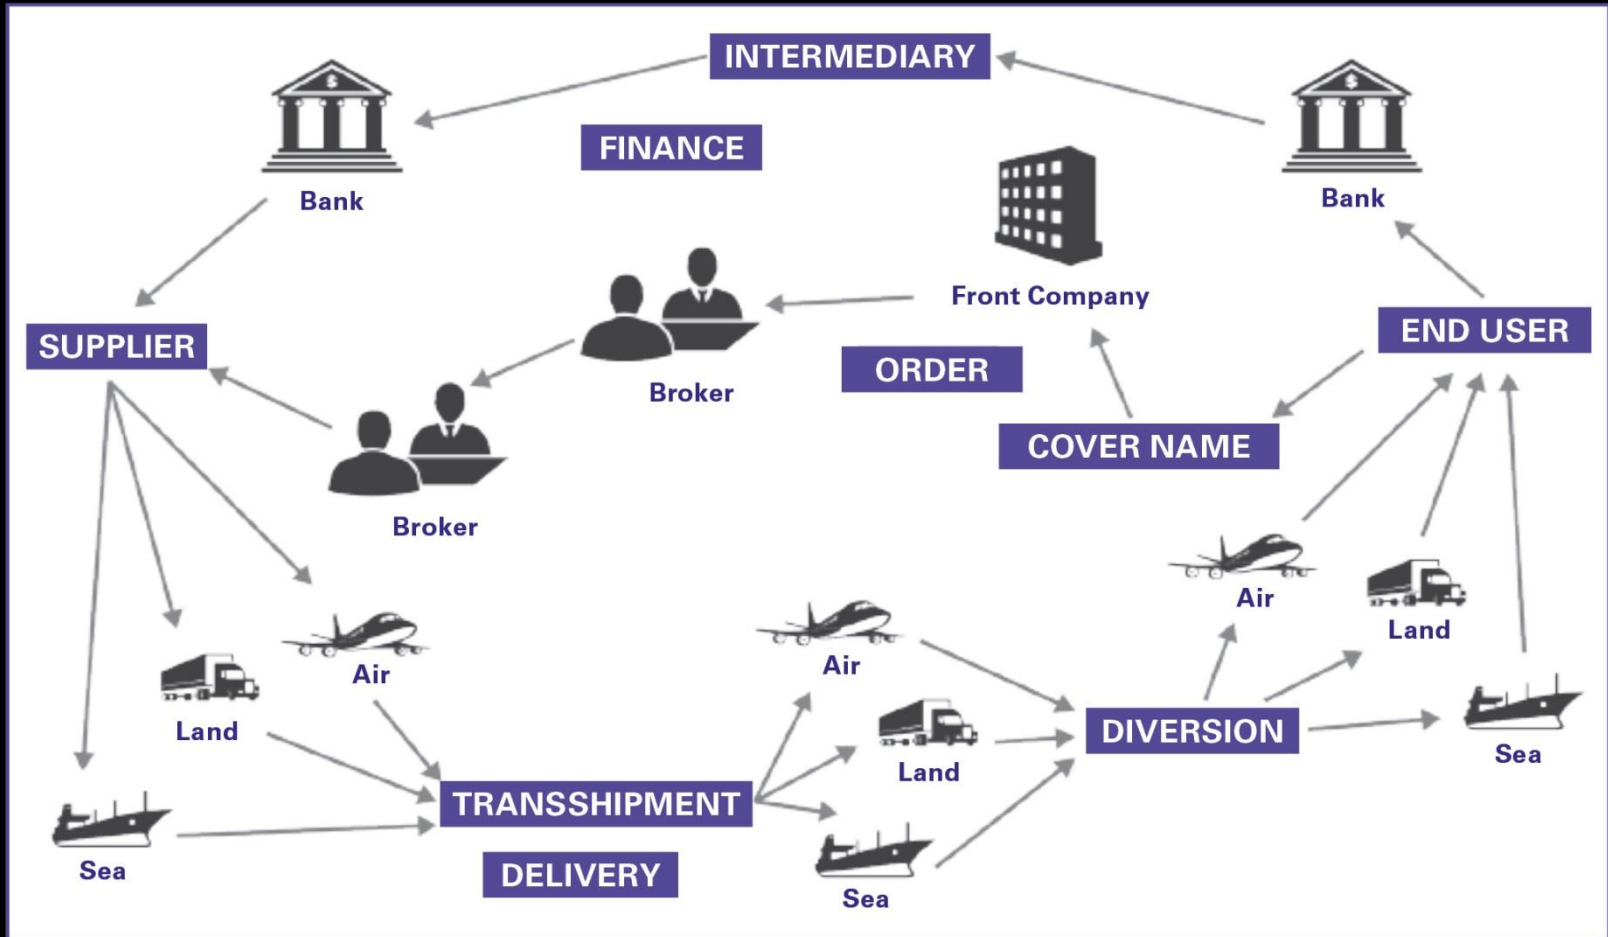 INTERMEDIARY
FINANCE
Bank
Bank
Front Company
SUPPLIER
END USER
ORDER
Broker
COVER NAME
Broker
Air
Land
Air
Air
Land
DIVERSION
Sea
Land
TRANSSHIPMENT
Sea
DELIVERY
Sea